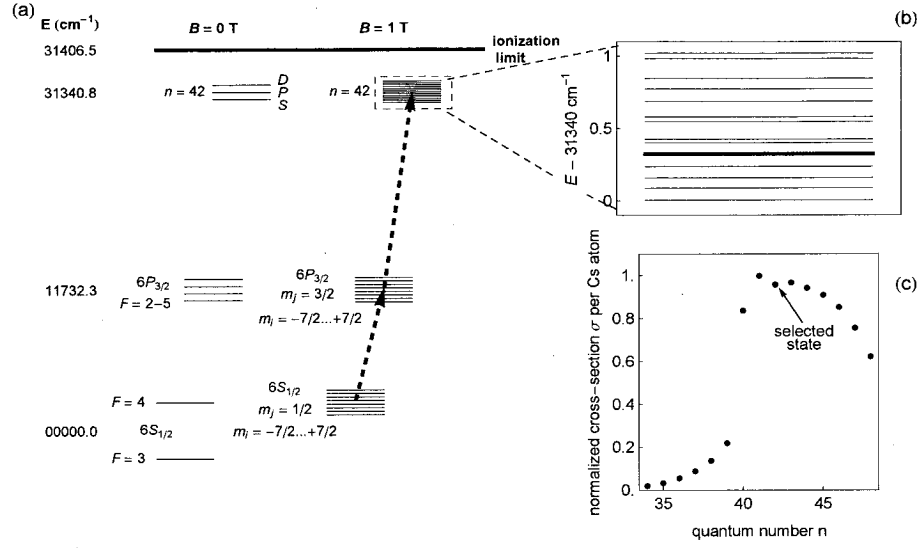 (a)
E (cm⁻¹)
B = 0 T
B = 1 T
31406.5
ionization
limit
31340.8
n = 42
D
P
S
n = 42
11732.3
6P3/2
F = 2–5
6P3/2
mj = 3/2
mi = −7/2...+7/2
F = 4
00000.0
6S1/2
F = 3
6S1/2
mj = 1/2
mi = −7/2...+7/2
(b)
E − 31340 cm⁻¹
1
0.5
0
(c)
normalized cross−section σ per Cs atom
1.
0.8
0.6
0.4
0.2
0.
selected
state
35
40
45
quantum number n